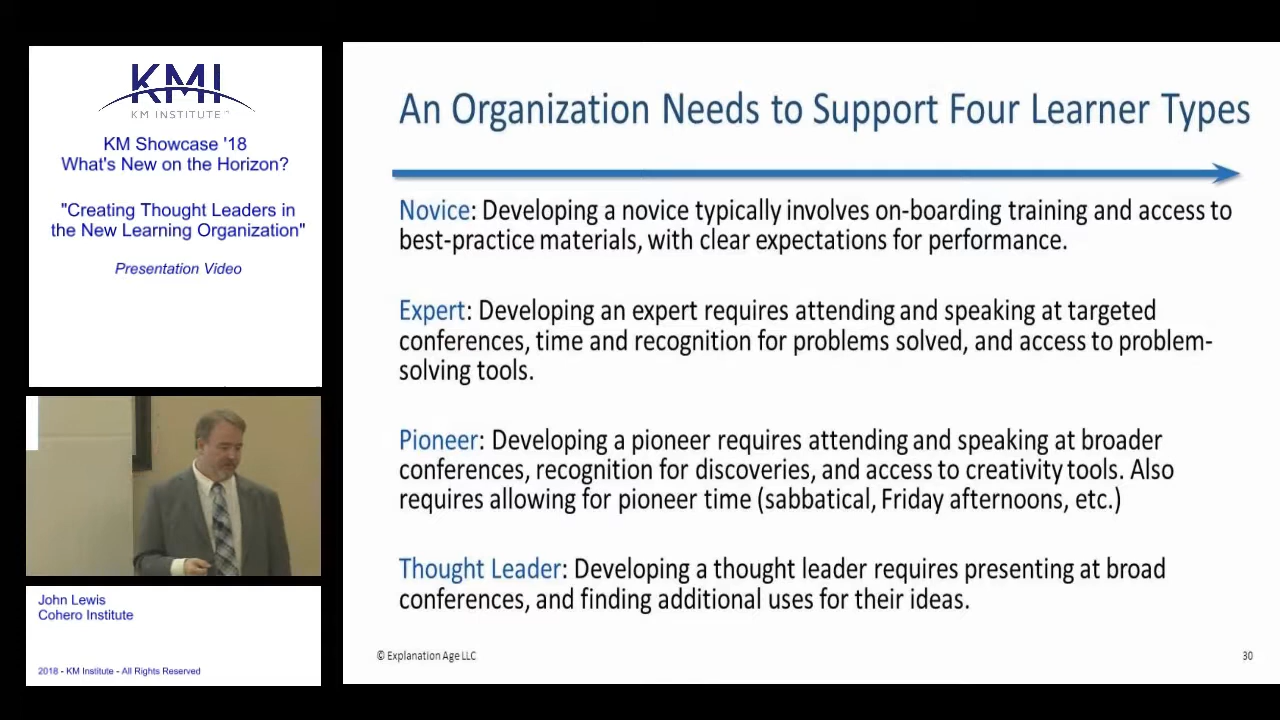 KMI
KM INSTITUTE
KM Showcase '18
What's New on the Horizon?
"Creating Thought Leaders in
the New Learning Organization"
Presentation Video
John Lewis
Cohero Institute
2018 - KM Institute - All Rights Reserved
An Organization Needs to Support Four Learner Types
Novice: Developing a novice typically involves on-boarding training and access to
best-practice materials, with clear expectations for performance.
Expert: Developing an expert requires attending and speaking at targeted
conferences, time and recognition for problems solved, and access to problem-
solving tools.
Pioneer: Developing a pioneer requires attending and speaking at broader
conferences, recognition for discoveries, and access to creativity tools. Also
requires allowing for pioneer time (sabbatical, Friday afternoons, etc.)
Thought Leader: Developing a thought leader requires presenting at broad
conferences, and finding additional uses for their ideas.
© Explanation Age LLC
30